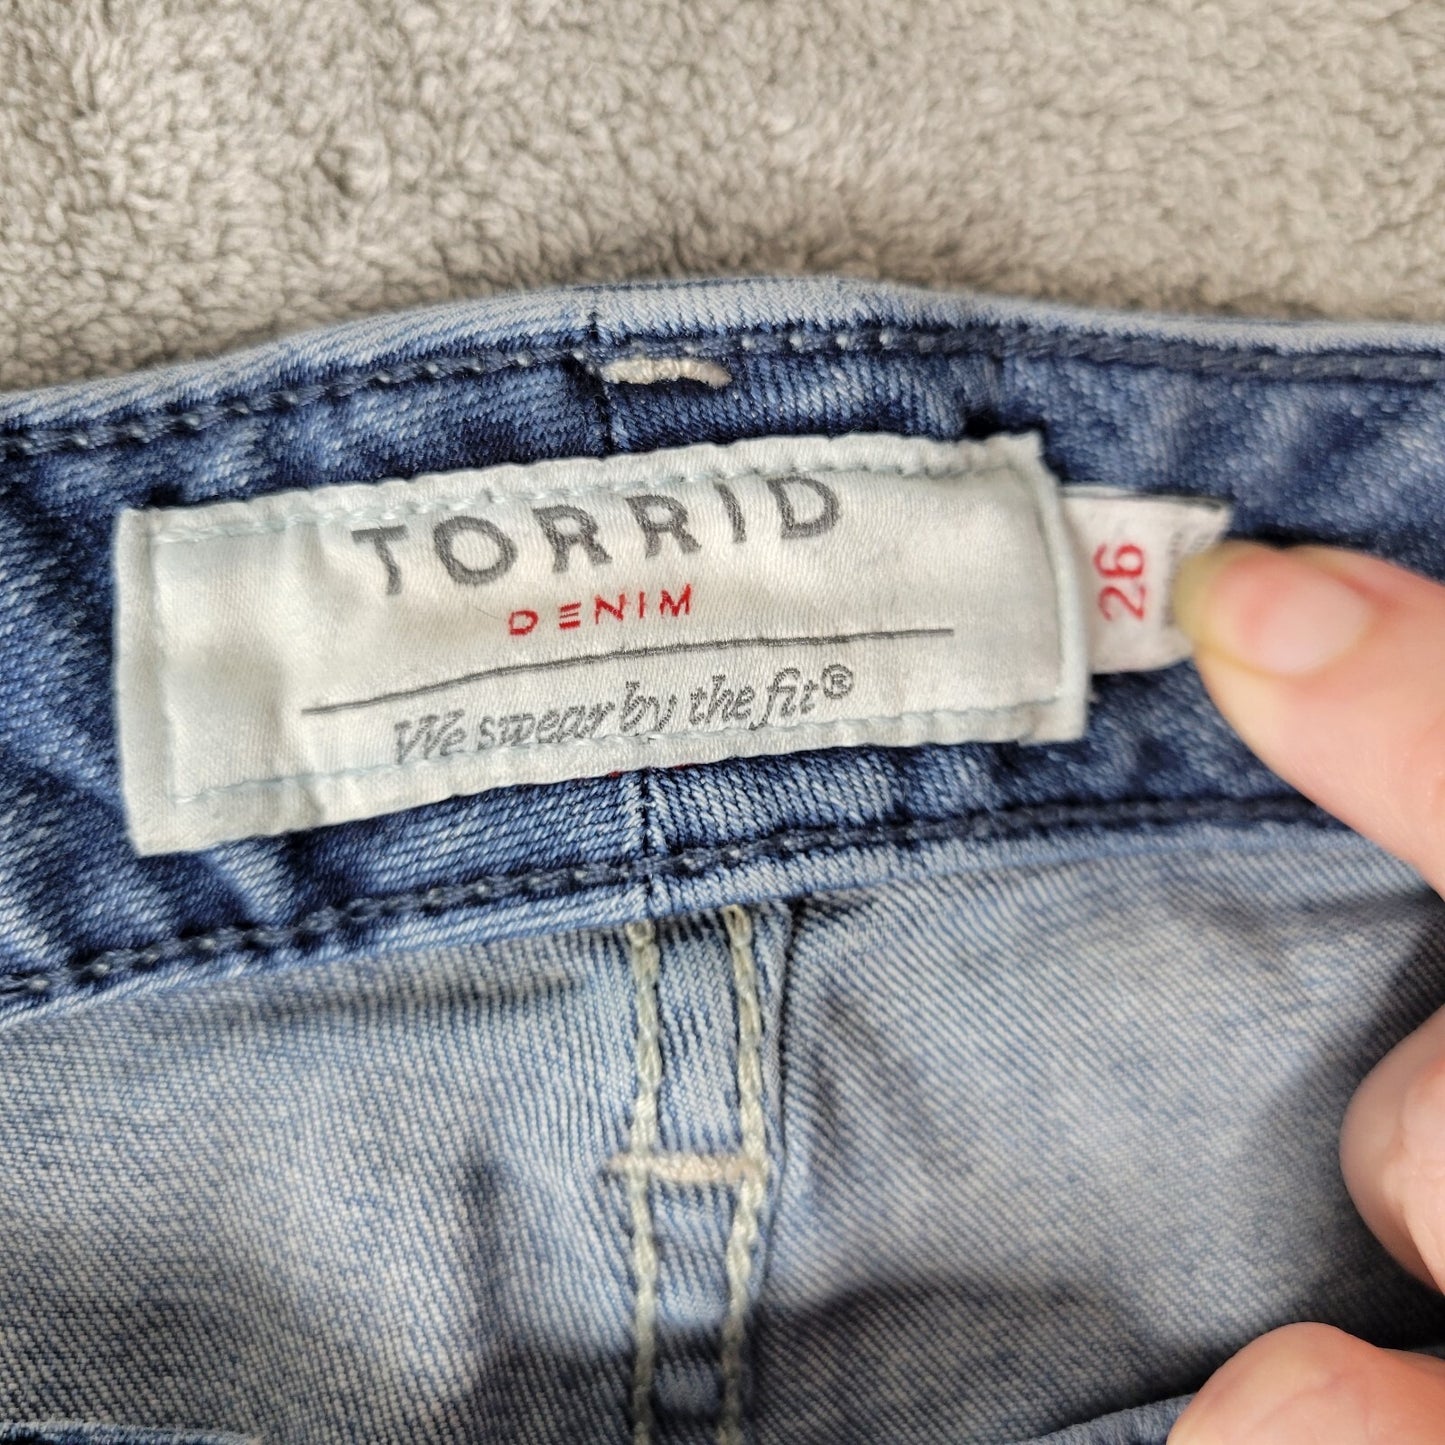 TORRID
DENIM
We swear by the fit®
26